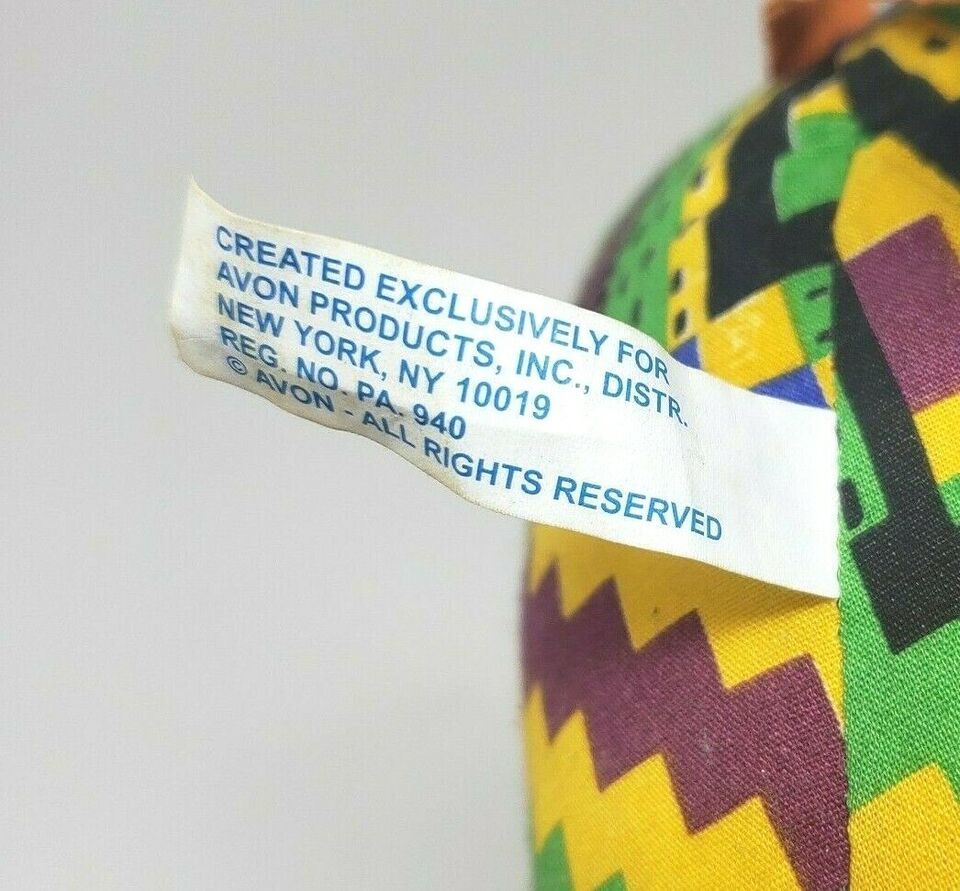 CREATED EXCLUSIVELY FOR
AVON PRODUCTS, INC., DISTR.
NEW YORK, NY 10019
REG. NO. PA. 940
© AVON - ALL RIGHTS RESERVED